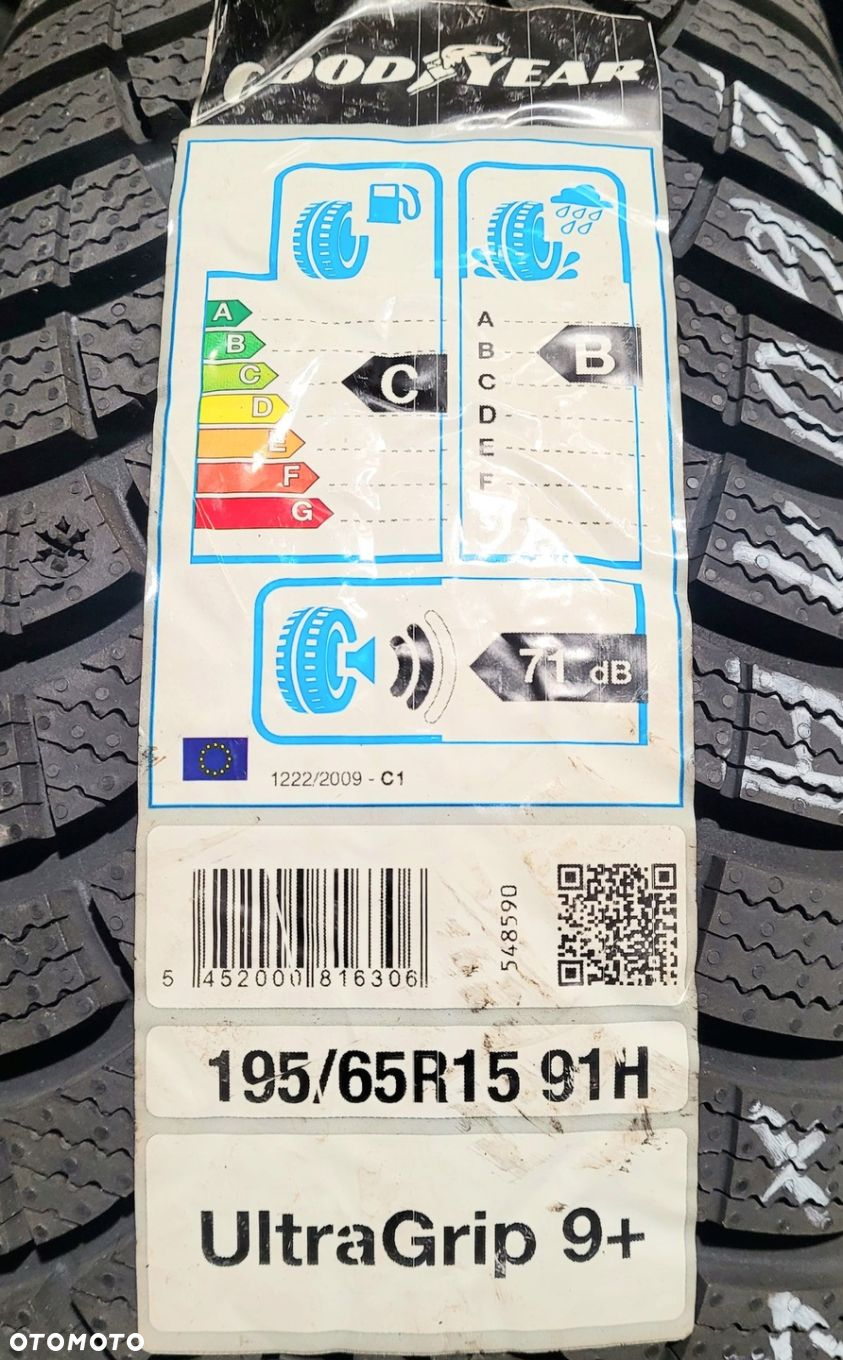 GOODYEAR
A
B
C
D
E
F
G
C
A
B
C
D
E
F
B
71 dB
1222/2009 - C1
5 452000 816306
548590
195/65R15 91H
UltraGrip 9+
OTOMOTO